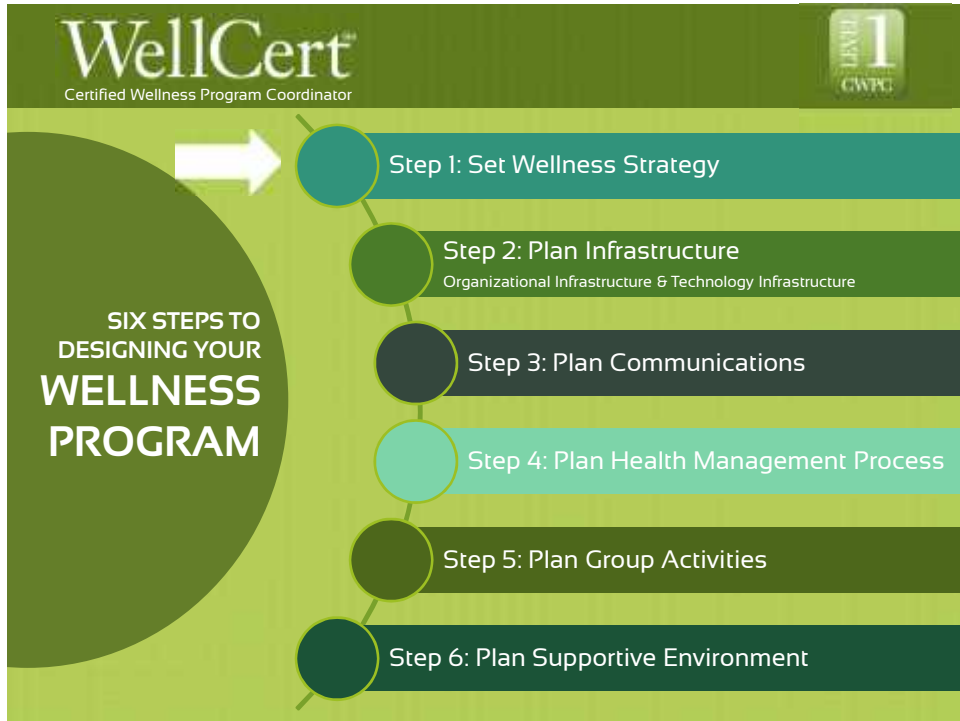 WellCert℠
Certified Wellness Program Coordinator
LEVEL 1
CWPC
SIX STEPS TO
DESIGNING YOUR
WELLNESS
PROGRAM
Step 1: Set Wellness Strategy
Step 2: Plan Infrastructure
Organizational Infrastructure & Technology Infrastructure
Step 3: Plan Communications
Step 4: Plan Health Management Process
Step 5: Plan Group Activities
Step 6: Plan Supportive Environment